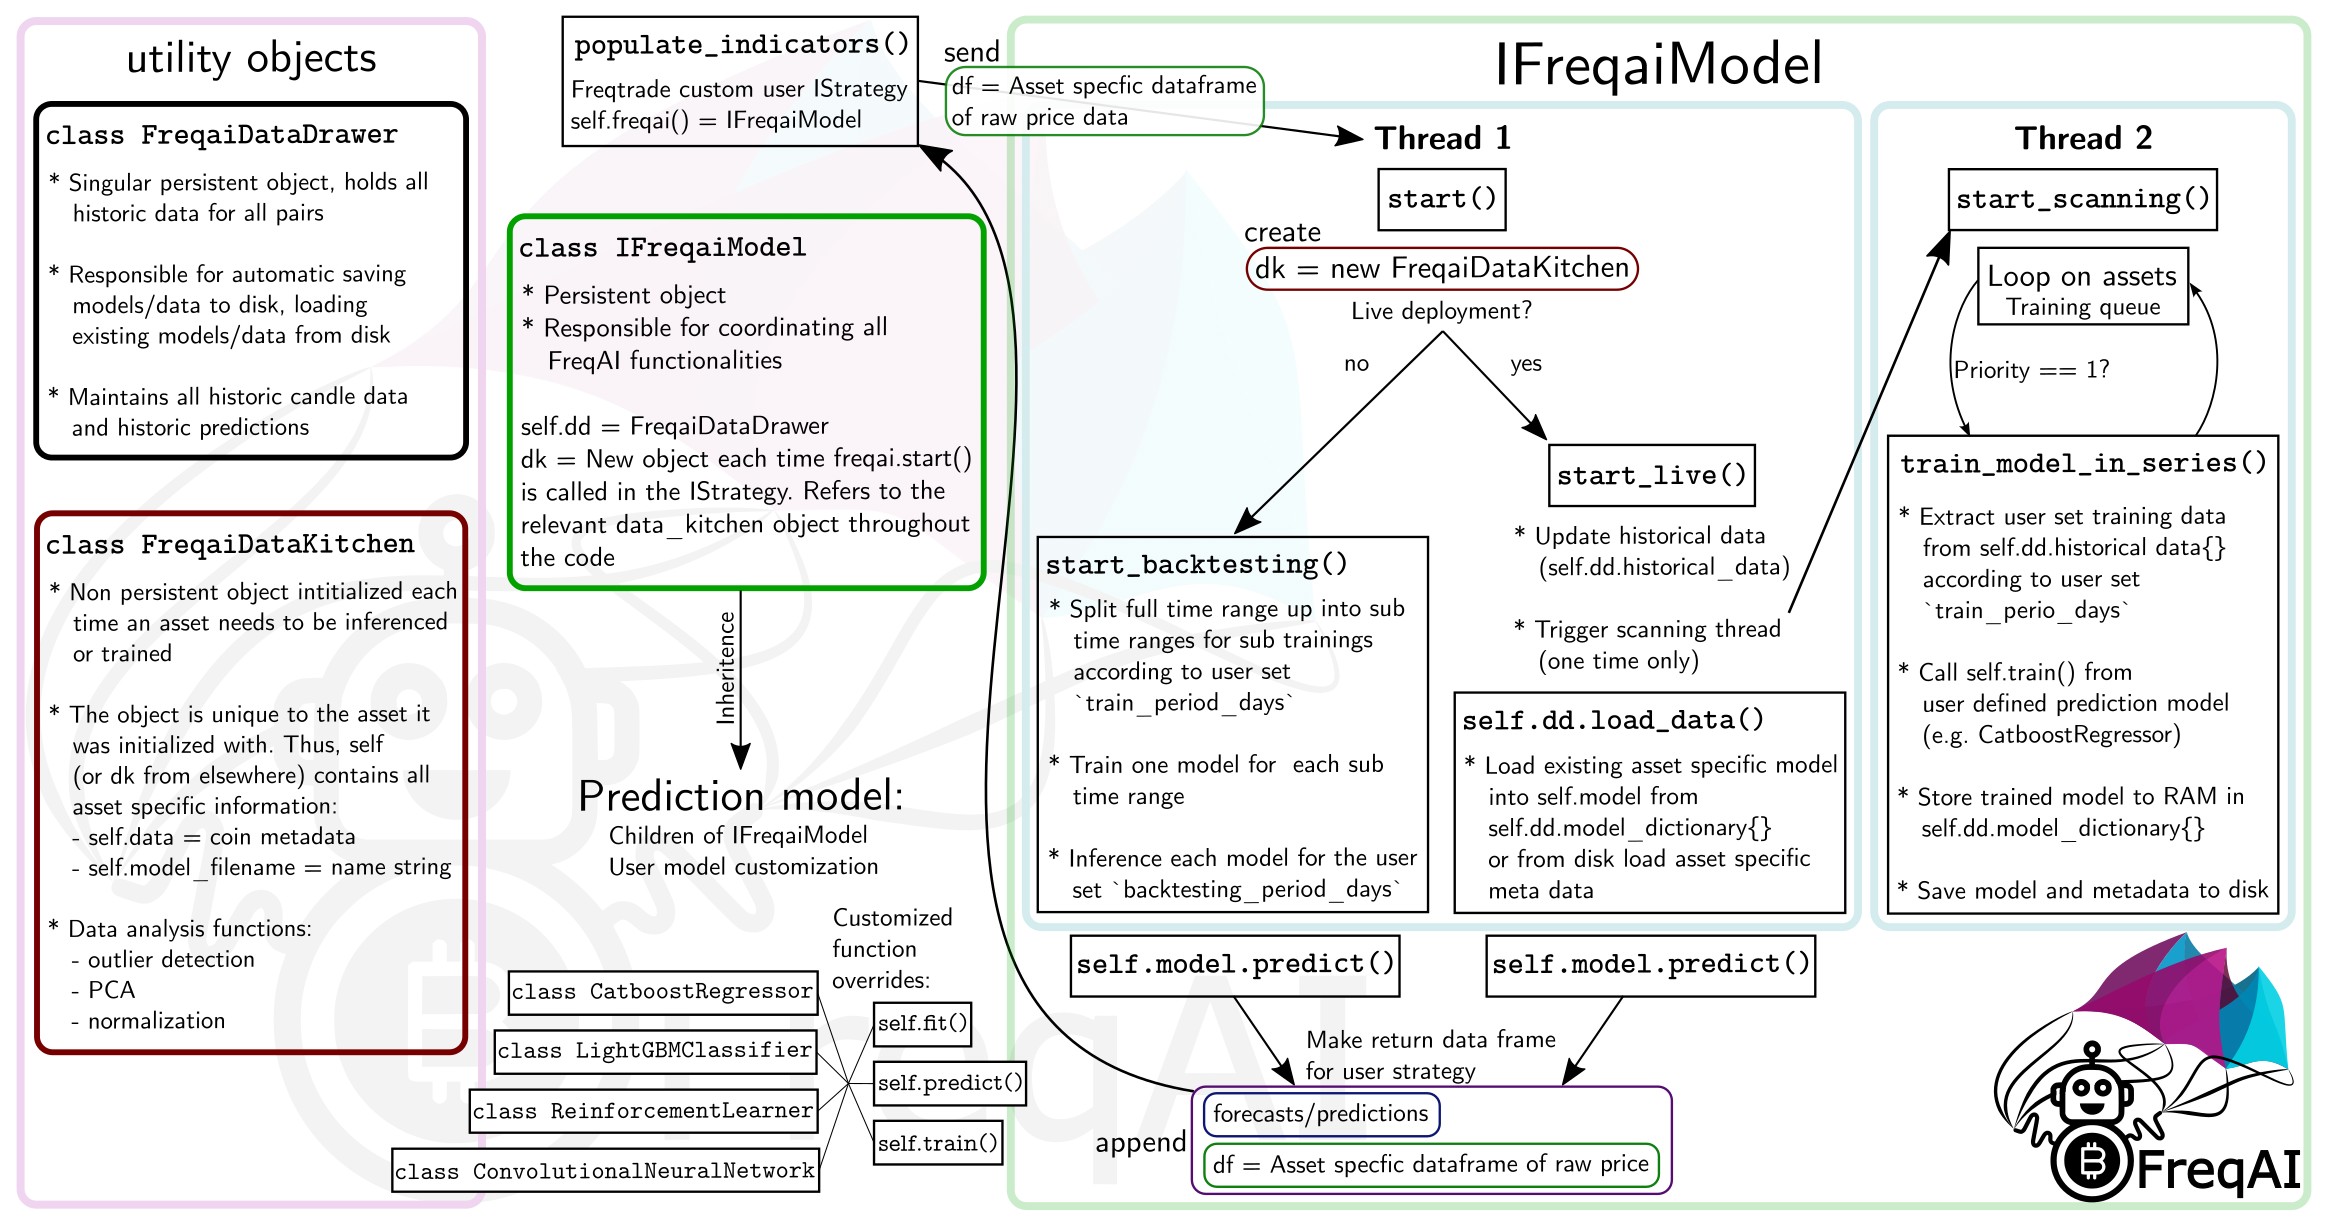 utility objects
class FreqaiDataDrawer
* Singular persistent object, holds all
historic data for all pairs
* Responsible for automatic saving
models/data to disk, loading
existing models/data from disk
* Maintains all historic candle data
and historic predictions
class FreqaiDataKitchen
* Non persistent object intitialized each
time an asset needs to be inferenced
or trained
* The object is unique to the asset it
was initialized with. Thus, self
(or dk from elsewhere) contains all
asset specific information:
- self.data = coin metadata
- self.model_filename = name string
* Data analysis functions:
- outlier detection
- PCA
- normalization
populate_indicators()
Freqtrade custom user IStrategy
self.freqai() = IFreqaiModel
send
df = Asset specfic dataframe
of raw price data
class IFreqaiModel
* Persistent object
* Responsible for coordinating all
FreqAI functionalities
self.dd = FreqaiDataDrawer
dk = New object each time freqai.start()
is called in the IStrategy. Refers to the
relevant data_kitchen object throughout
the code
Inheritence
Prediction model:
Children of IFreqaiModel
User model customization
Customized
function
overrides:
class CatboostRegressor
class LightGBMClassifier
class ReinforcementLearner
class ConvolutionalNeuralNetwork
self.fit()
self.predict()
self.train()
IFreqaiModel
Thread 1
start()
create
dk = new FreqaiDataKitchen
Live deployment?
no
yes
start_backtesting()
* Split full time range up into sub
time ranges for sub trainings
according to user set
`train_period_days`
* Train one model for each sub
time range
* Inference each model for the user
set `backtesting_period_days`
start_live()
* Update historical data
(self.dd.historical_data)
* Trigger scanning thread
(one time only)
self.dd.load_data()
* Load existing asset specific model
into self.model from
self.dd.model_dictionary{}
or from disk load asset specific
meta data
Thread 2
start_scanning()
Loop on assets
Training queue
Priority == 1?
train_model_in_series()
* Extract user set training data
from self.dd.historical data{}
according to user set
`train_perio_days`
* Call self.train() from
user defined prediction model
(e.g. CatboostRegressor)
* Store trained model to RAM in
self.dd.model_dictionary{}
* Save model and metadata to disk
self.model.predict()
self.model.predict()
Make return data frame
for user strategy
append
forecasts/predictions
df = Asset specfic dataframe of raw price
FreqAI
FreqAI